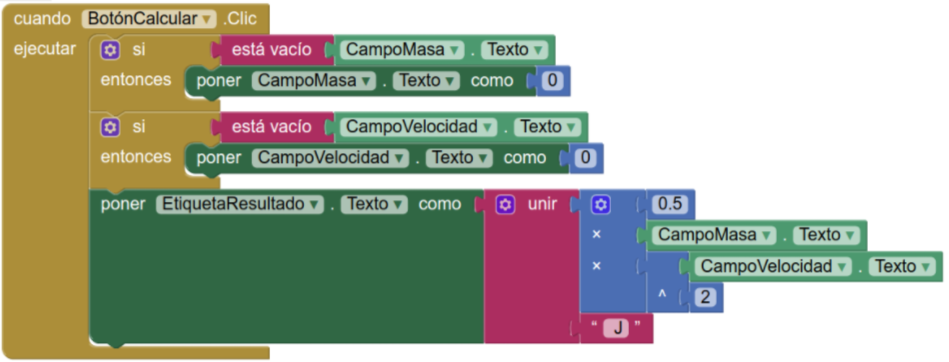 cuando BotónCalcular .Clic
ejecutar si está vacío CampoMasa . Texto
entonces poner CampoMasa . Texto como 0
si está vacío CampoVelocidad . Texto
entonces poner CampoVelocidad . Texto como 0
poner EtiquetaResultado . Texto como unir 0.5
× CampoMasa . Texto
× CampoVelocidad . Texto
^ 2
“ J ”